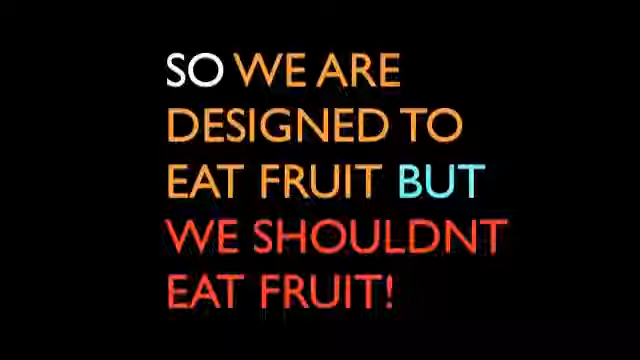 SO WE ARE
DESIGNED TO
EAT FRUIT BUT
WE SHOULDNT
EAT FRUIT!